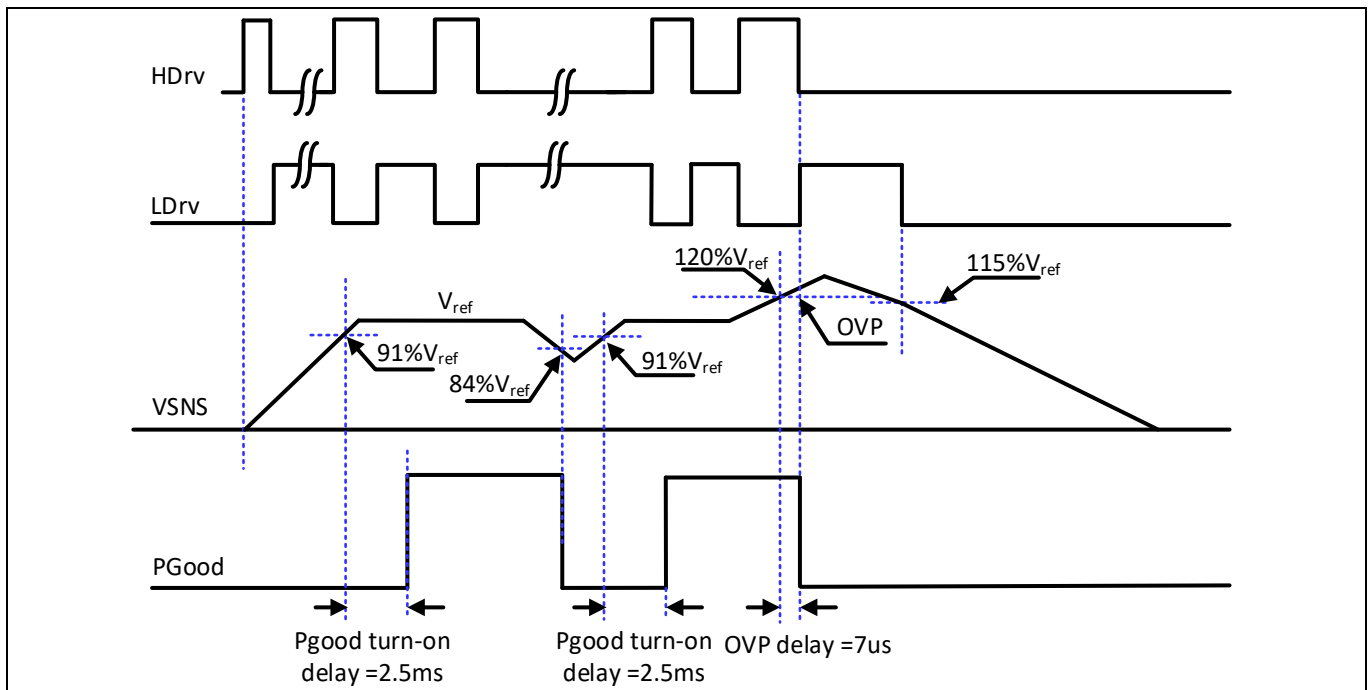 HDrv
LDrv
120%Vref
115%Vref
Vref
OVP
91%Vref
84%Vref
91%Vref
VSNS
PGood
Pgood turn-on
delay =2.5ms
Pgood turn-on
delay =2.5ms
OVP delay =7us